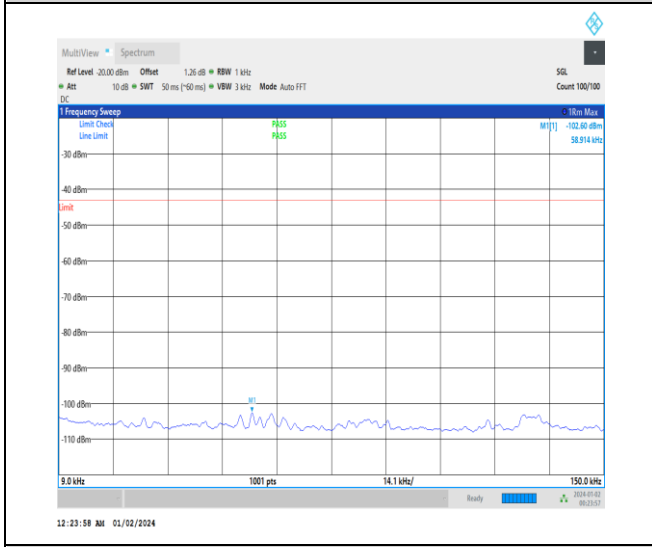 MultiView Spectrum
Ref Level -20.00 dBm Offset 1.26 dB RBW 1 kHz SGL
Att 10 dB SWT 50 ms (~60 ms) VBW 3 kHz Mode Auto FFT Count 100/100
DC
1 Frequency Sweep 1Rm Max
Limit Check PASS M1[1] -102.60 dBm
Line Limit PASS 58.914 kHz
-30 dBm
-40 dBm
Limit
-50 dBm
-60 dBm
-70 dBm
-80 dBm
-90 dBm
M1
-100 dBm
-110 dBm
9.0 kHz 1001 pts 14.1 kHz/ 150.0 kHz
Ready 2024-01-02
00:23:57
12:23:58 AM 01/02/2024